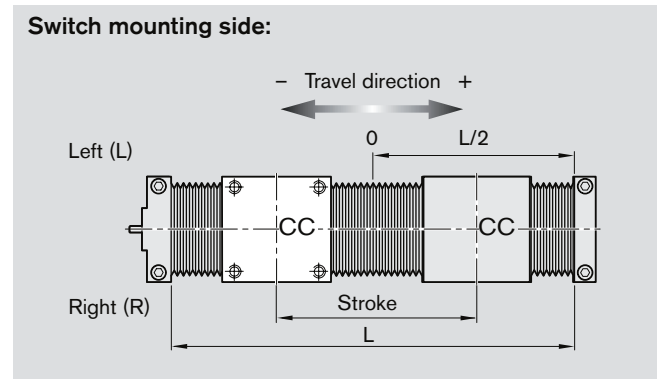 Switch mounting side:
– Travel direction +
0 L/2
Left (L)
CC CC
Right (R)
Stroke
L